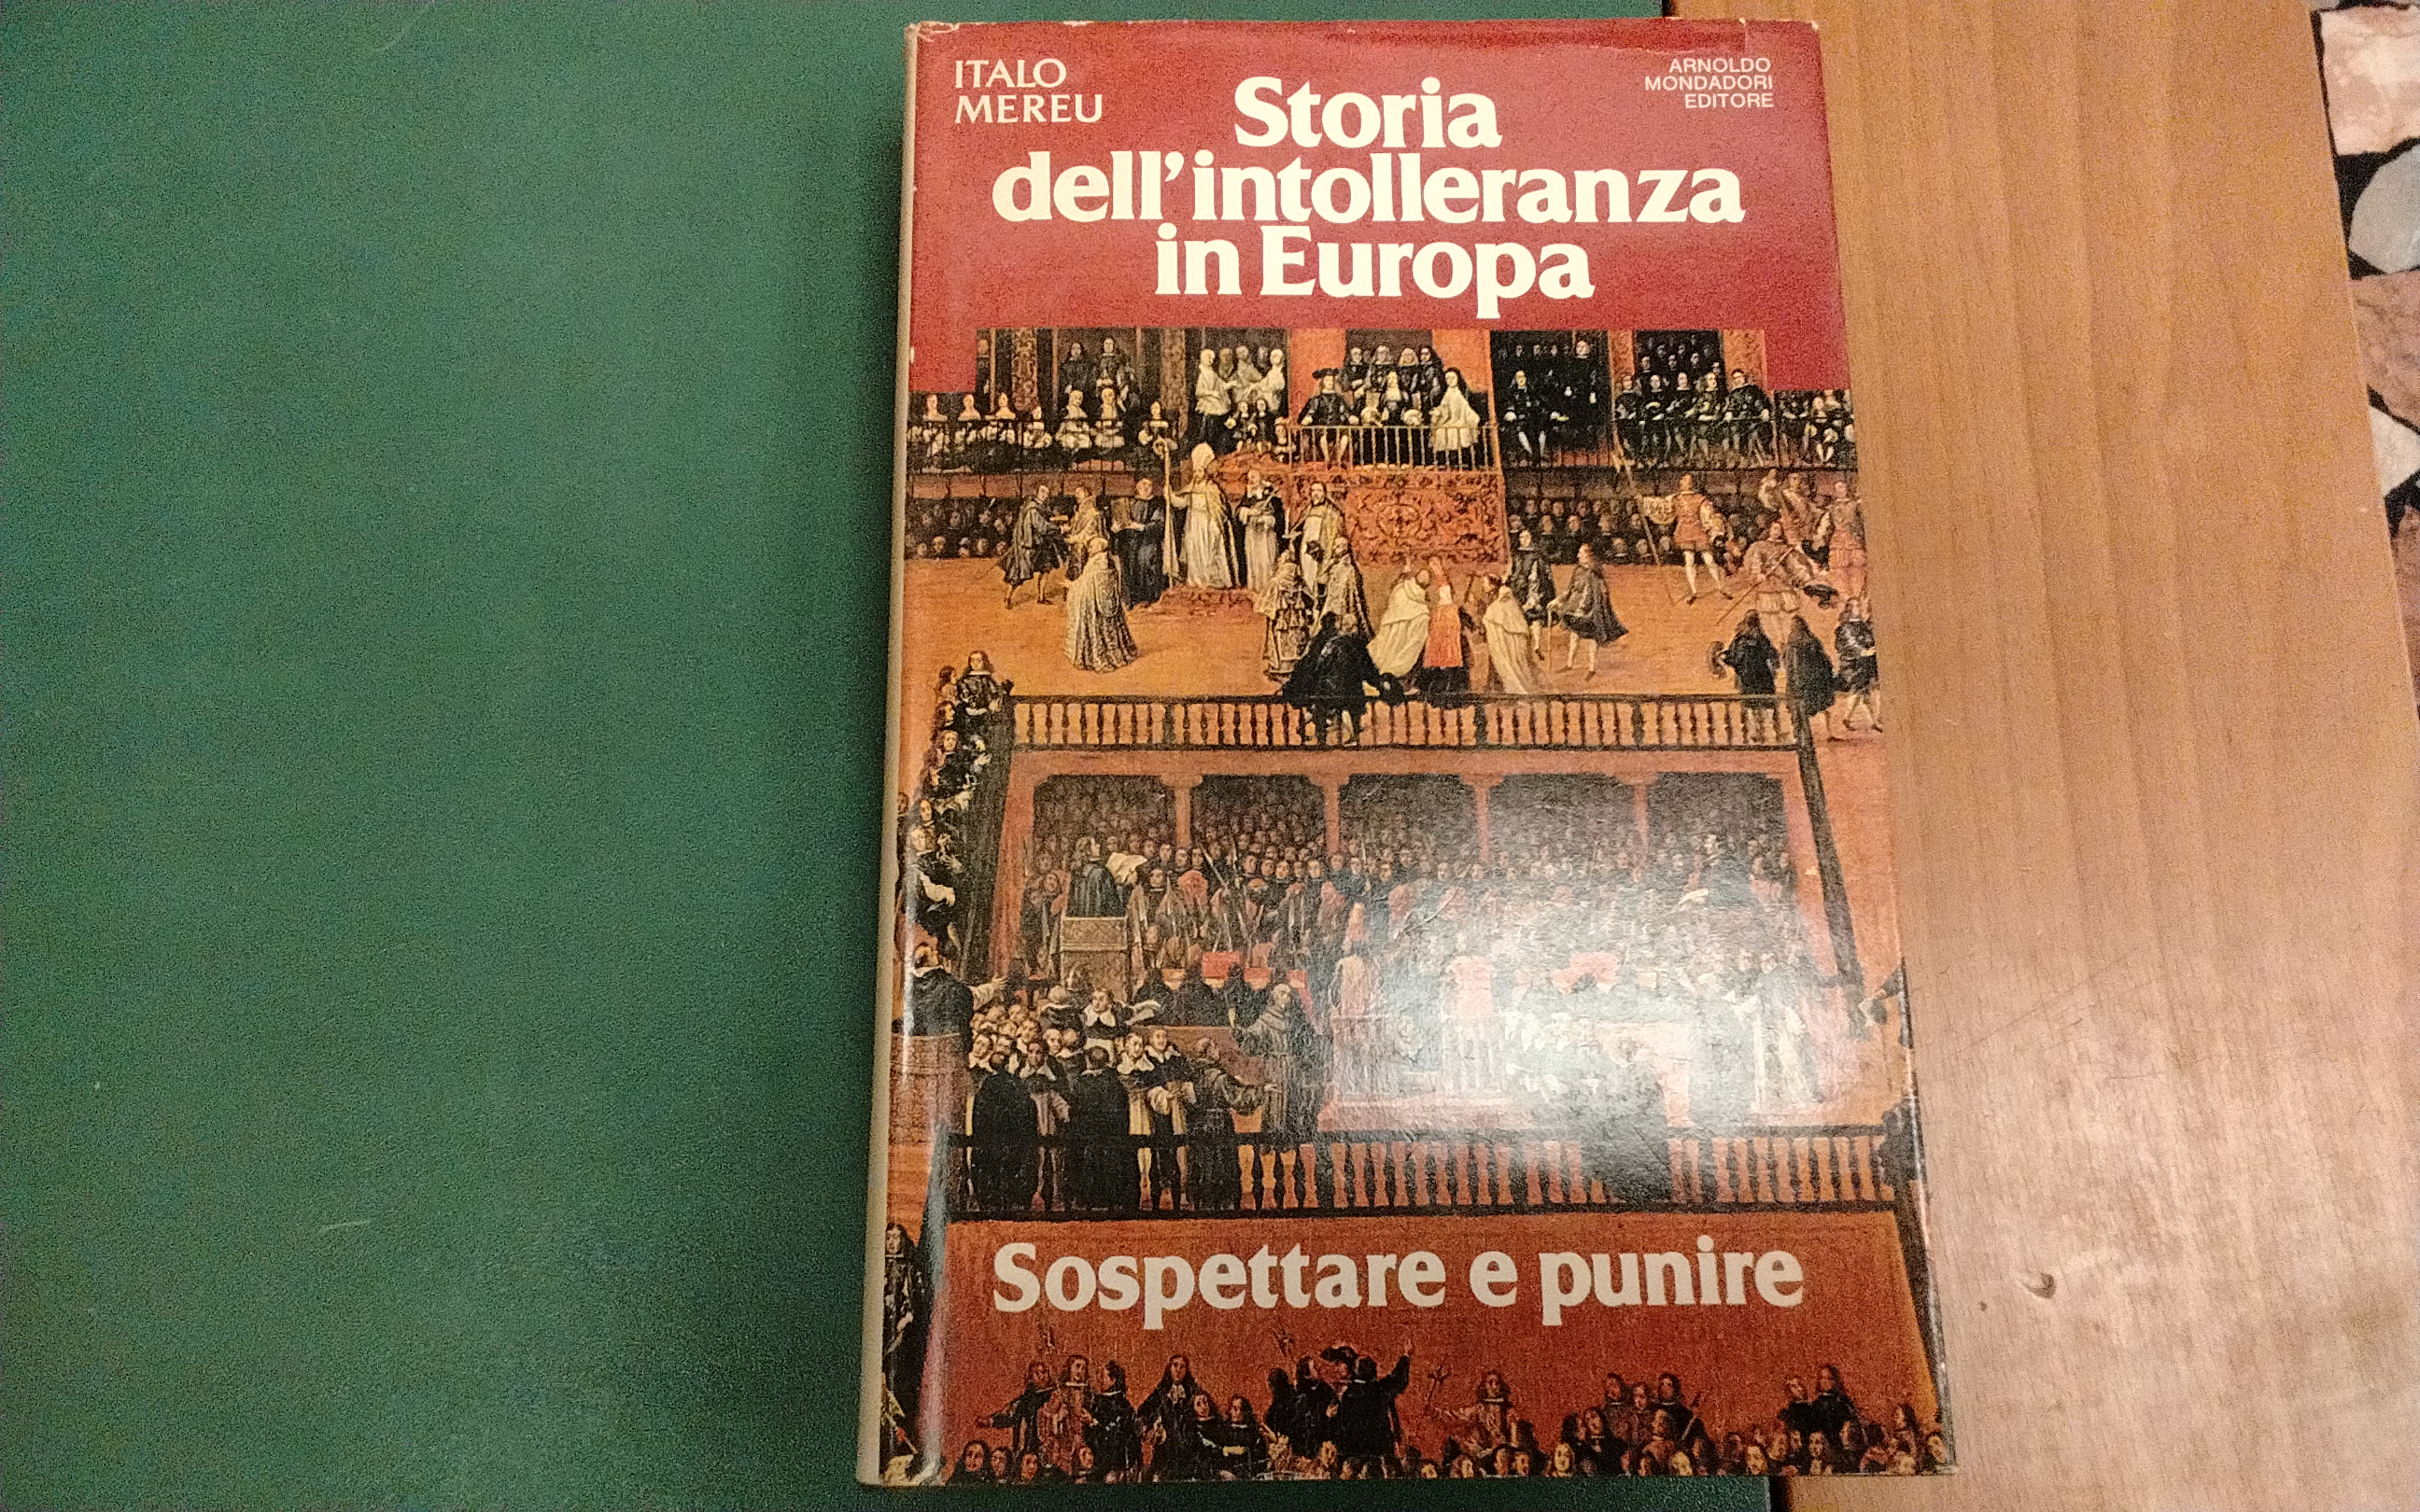 ITALO
MEREU
ARNOLDO
MONDADORI
EDITORE
Storia
dell'intolleranza
in Europa
Sospettare e punire